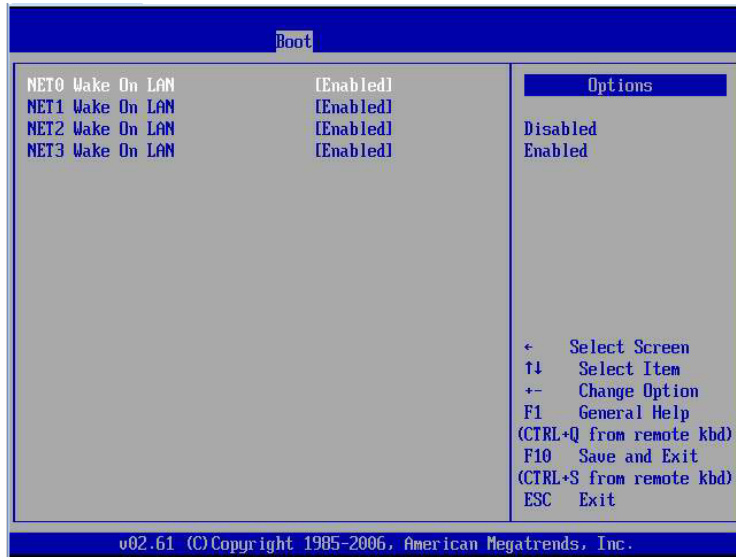 Boot
NET0 Wake On LAN [Enabled]
NET1 Wake On LAN [Enabled]
NET2 Wake On LAN [Enabled]
NET3 Wake On LAN [Enabled]
Options
Disabled
Enabled
← Select Screen
↑↓ Select Item
+- Change Option
F1 General Help
(CTRL+Q from remote kbd)
F10 Save and Exit
(CTRL+S from remote kbd)
ESC Exit
v02.61 (C)Copyright 1985-2006, American Megatrends, Inc.